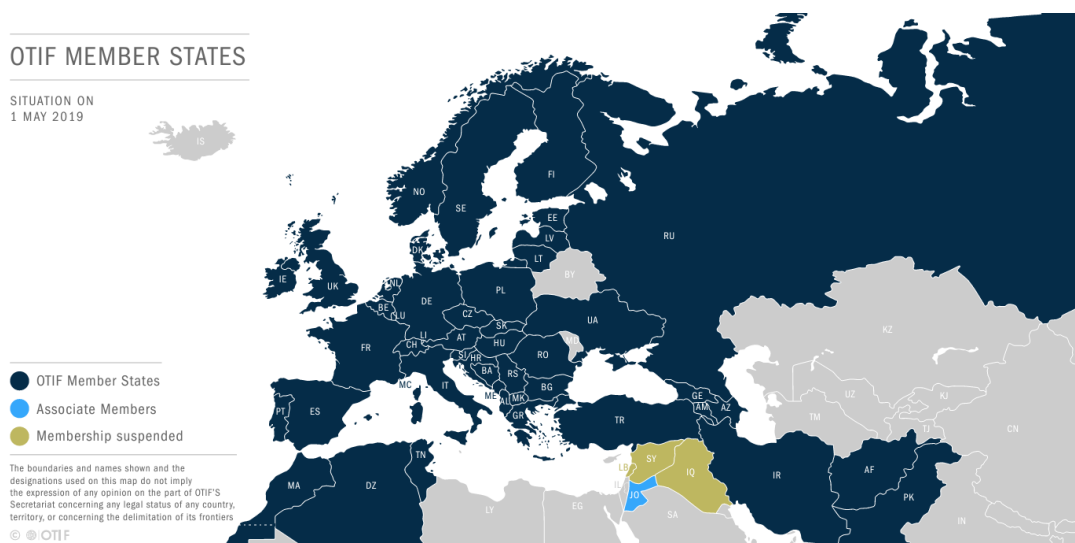 OTIF MEMBER STATES
SITUATION ON
1 MAY 2019
IS
NO
SE
FI
RU
EE
LV
LT
DK
BY
IE
UK
NL
BE
LU
DE
PL
CZ
SK
UA
KZ
FR
LI
CH
AT
HU
MD
RO
SI
HR
BA
RS
BG
MC
IT
ME
AL
MK
GR
PT
ES
TR
GE
AM
AZ
UZ
KJ
TM
TJ
CN
OTIF Member States
Associate Members
Membership suspended
TN
MA
DZ
LB
SY
IQ
IR
AF
PK
IL
JO
LY
EG
SA
IN
The boundaries and names shown and the
designations used on this map do not imply
the expression of any opinion on the part of OTIF'S
Secretariat concerning any legal status of any country,
territory, or concerning the delimitation of its frontiers
© OTIF